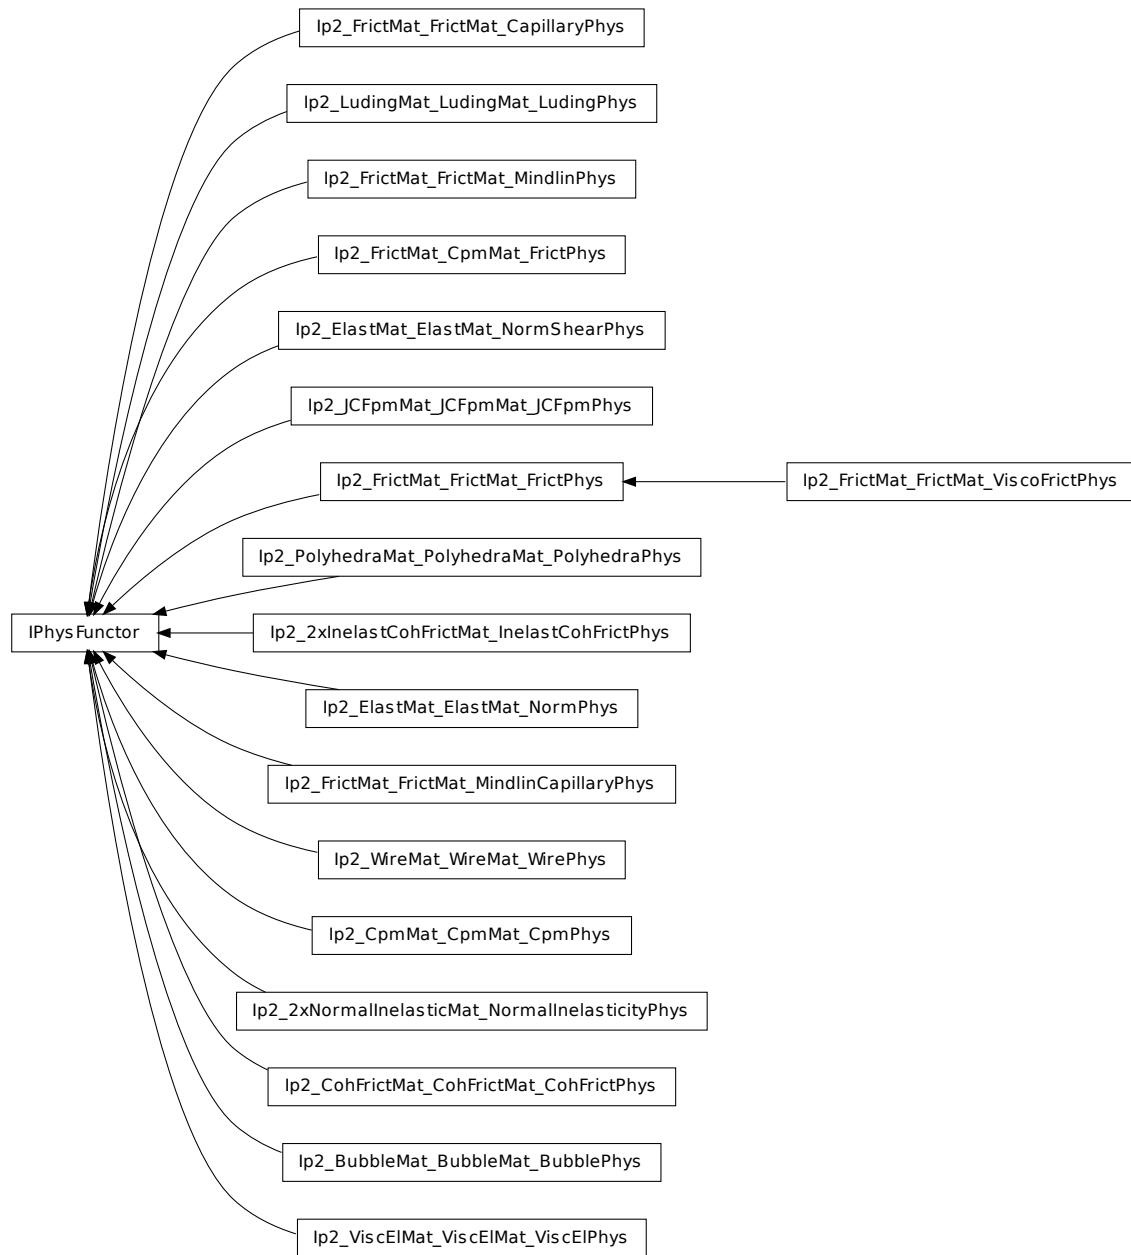 Ip2_FrictMat_FrictMat_CapillaryPhys
Ip2_LudingMat_LudingMat_LudingPhys
Ip2_FrictMat_FrictMat_MindlinPhys
Ip2_FrictMat_CpmMat_FrictPhys
Ip2_ElastMat_ElastMat_NormShearPhys
Ip2_JCFpmMat_JCFpmMat_JCFpmPhys
Ip2_FrictMat_FrictMat_FrictPhys
Ip2_FrictMat_FrictMat_ViscoFrictPhys
Ip2_PolyhedraMat_PolyhedraMat_PolyhedraPhys
IPhysFunctor
Ip2_2xInelastCohFrictMat_InelastCohFrictPhys
Ip2_ElastMat_ElastMat_NormPhys
Ip2_FrictMat_FrictMat_MindlinCapillaryPhys
Ip2_WireMat_WireMat_WirePhys
Ip2_CpmMat_CpmMat_CpmPhys
Ip2_2xNormalInelasticMat_NormalInelasticityPhys
Ip2_CohFrictMat_CohFrictMat_CohFrictPhys
Ip2_BubbleMat_BubbleMat_BubblePhys
Ip2_ViscElMat_ViscElMat_ViscElPhys